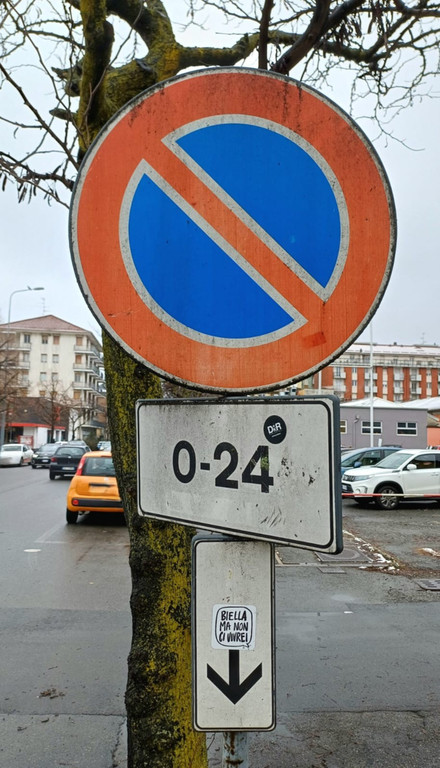 DiR
0-24
BIELLA
MA NON
CI VIVREI